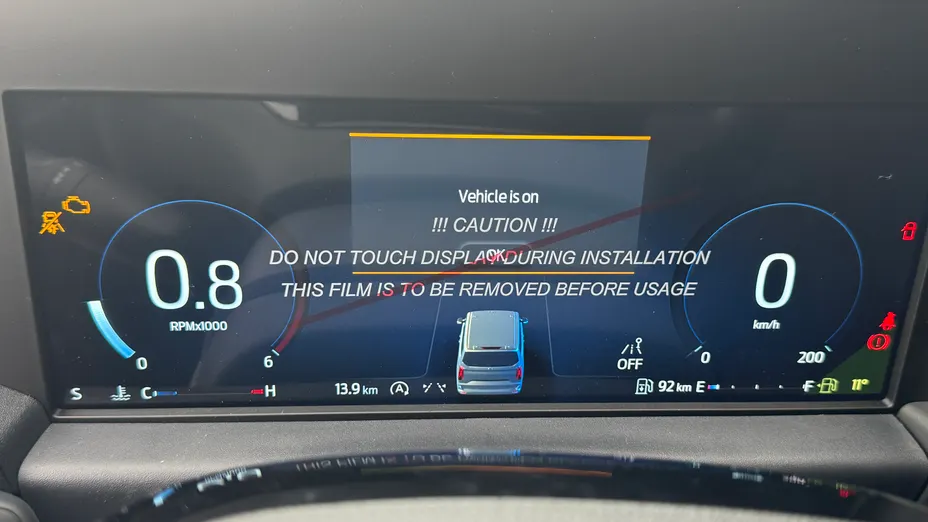 Vehicle is on
!!! CAUTION !!!
OK
DO NOT TOUCH DISPLAY DURING INSTALLATION
THIS FILM IS TO BE REMOVED BEFORE USAGE
0.8
RPMx1000
0
6
0
km/h
0
200
OFF
S
C
H
13.9 km
A
92 km
E
F
11°